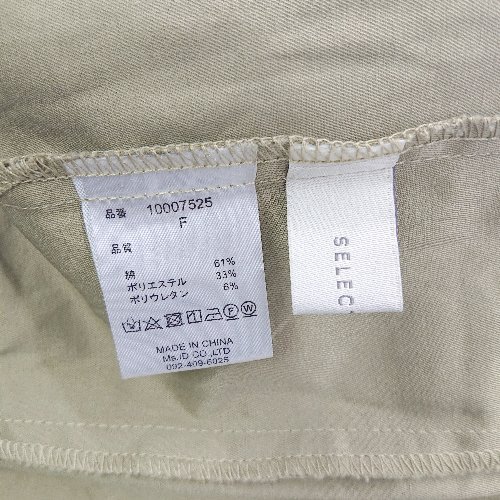 品番 10007525
F
品質
綿 61%
ポリエステル 33%
ポリウレタン 6%
MADE IN CHINA
Ms.ID CO.,LTD
092-409-6025
SELEC